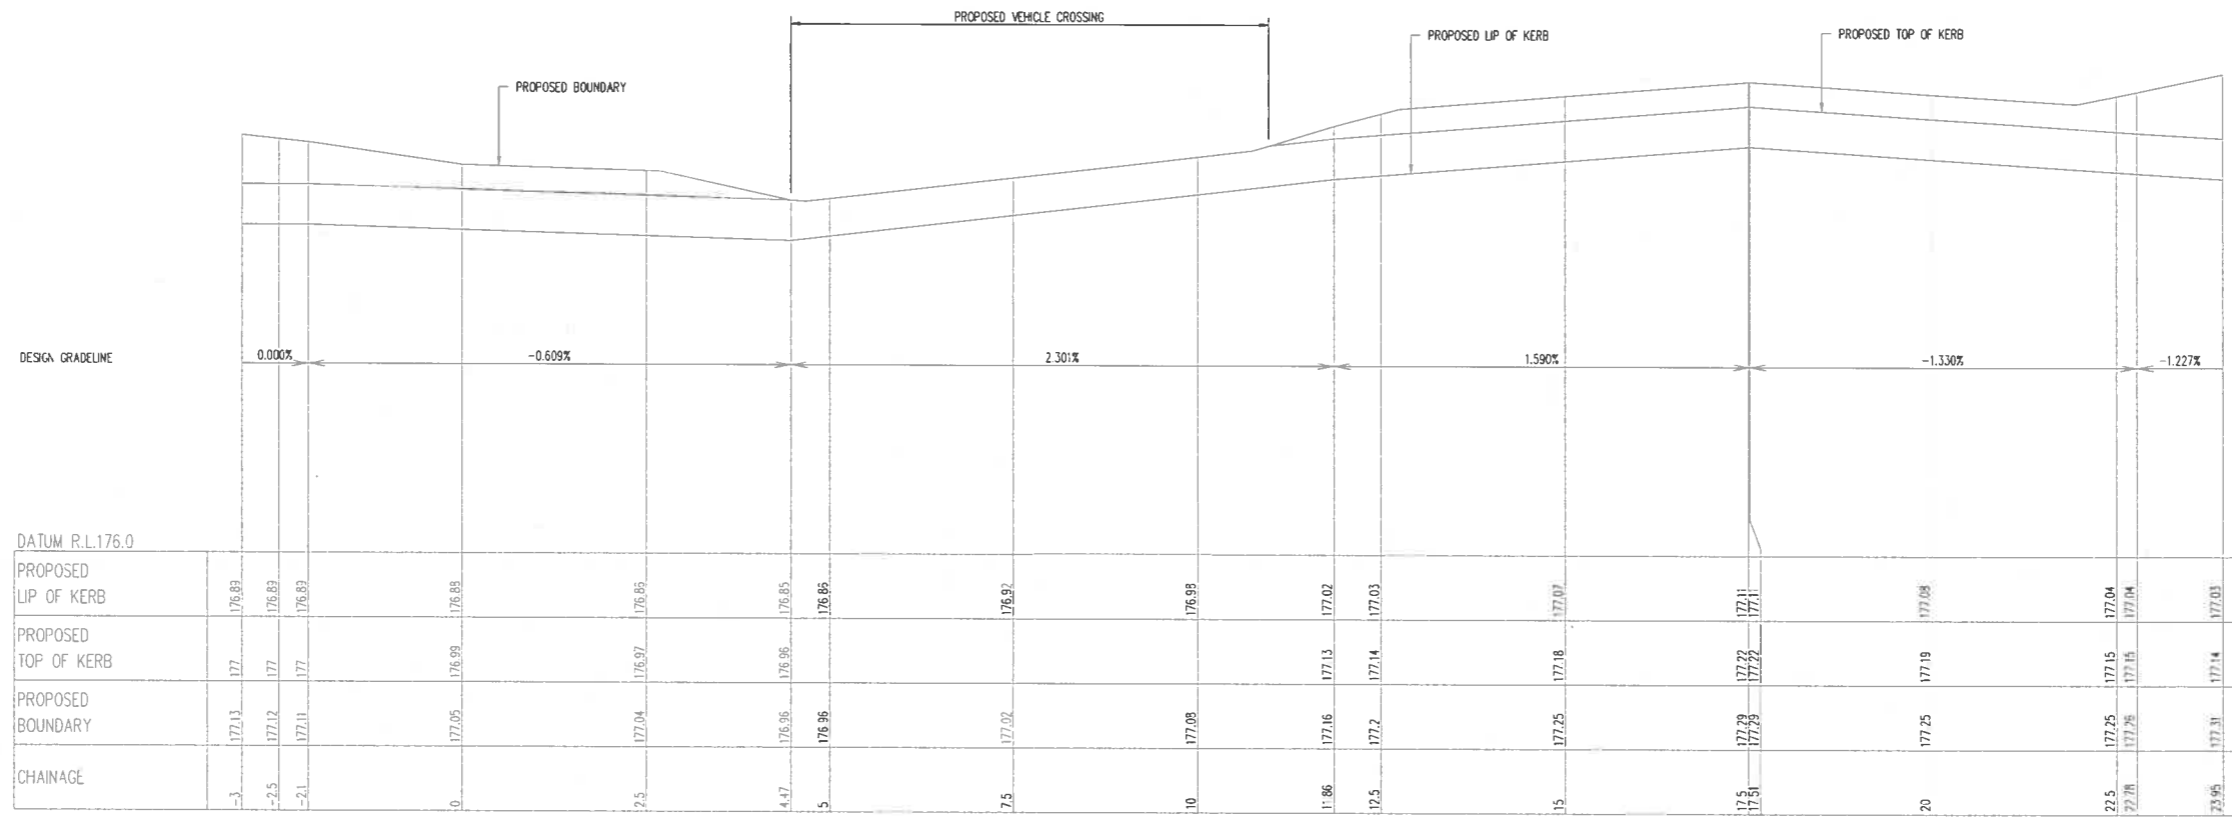 PROPOSED VEHICLE CROSSING
PROPOSED LIP OF KERB
PROPOSED TOP OF KERB
PROPOSED BOUNDARY
DESIGN GRADELINE 0.000% -0.609% 2.301% 1.590% -1.330% -1.227%
DATUM R.L.176.0
PROPOSED
LIP OF KERB 176.89 176.89 176.89 176.88 176.86 176.85 176.86 176.92 176.98 177.02 177.03 177.07 177.11 177.11 177.08 177.04 177.04 177.03
PROPOSED
TOP OF KERB 177 177 177 176.99 176.97 176.96 177.13 177.14 177.18 177.22 177.22 177.19 177.15 177.15 177.14
PROPOSED
BOUNDARY 177.13 177.12 177.11 177.05 177.04 176.96 176.96 177.02 177.08 177.16 177.2 177.25 177.29 177.29 177.25 177.25 177.26 177.31
CHAINAGE -3 -2.5 -2.1 0 2.5 4.47 5 7.5 10 11.86 12.5 15 17.5 17.51 20 22.5 22.78 23.95